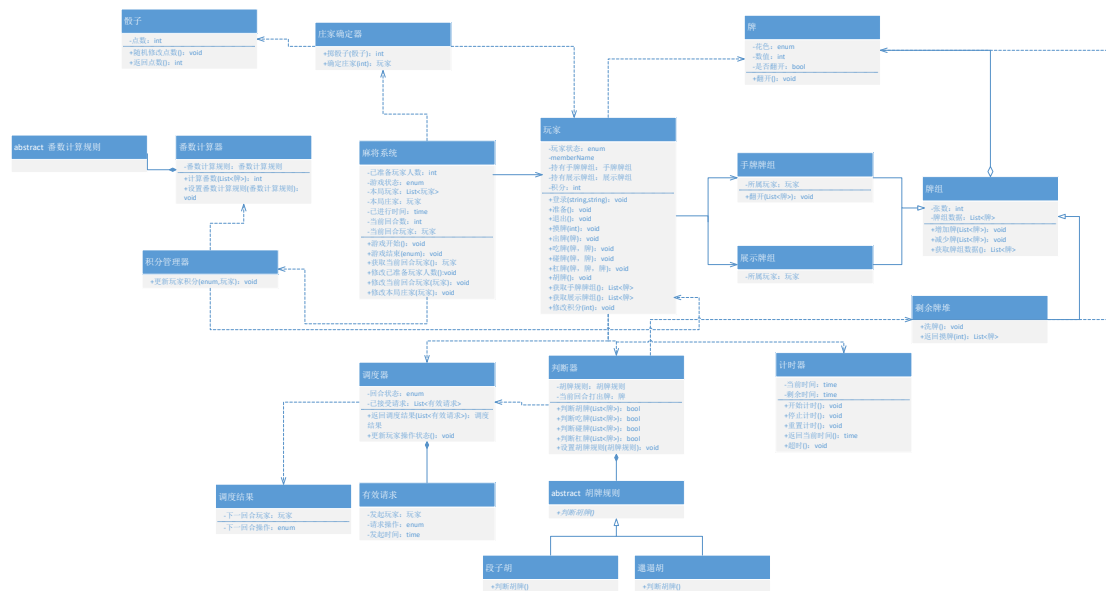 骰子
-点数：int
+随机修改点数()：void
+返回点数()：int
庄家确定器
+掷骰子(骰子)：int
+确定庄家(int)：玩家
牌
-花色：enum
-数值：int
-是否翻开：bool
+翻开()：void
abstract 番数计算规则
番数计算器
-番数计算规则：番数计算规则
+计算番数(List<牌>)：int
+设置番数计算规则(番数计算规则)：
void
麻将系统
-已准备玩家人数：int
-游戏状态：enum
-本局玩家：List<玩家>
-本局庄家：玩家
-已进行时间：time
-当前回合数：int
-当前回合玩家：玩家
+游戏开始()：void
+游戏结束(enum)：void
+获取当前回合玩家()：玩家
+修改已准备玩家人数():void
+修改当前回合玩家(玩家)：void
+修改本局庄家(玩家)：void
玩家
-玩家状态：enum
-memberName
-持有手牌牌组：手牌牌组
-持有展示牌组：展示牌组
-积分：int
+登录(string,string)：void
+准备()：void
+退出()：void
+摸牌(int)：void
+出牌(牌)：void
+吃牌(牌，牌)：void
+碰牌(牌，牌)：void
+杠牌(牌，牌，牌)：void
+胡牌()：void
+获取手牌牌组()：List<牌>
+获取展示牌组()：List<牌>
+修改积分(int)：void
手牌牌组
-所属玩家：玩家
+翻开(List<牌>)：void
展示牌组
-所属玩家：玩家
牌组
-张数：int
-牌组数据：List<牌>
+增加牌(List<牌>)：void
+减少牌(List<牌>)：void
+获取牌组数据()：List<牌>
积分管理器
+更新玩家积分(enum,玩家)：void
剩余牌堆
+洗牌()：void
+返回摸牌(int)：List<牌>
调度器
-回合状态：enum
-已接受请求：List<有效请求>
+返回调度结果(List<有效请求>)：调度
结果
+更新玩家操作状态()：void
判断器
-胡牌规则：胡牌规则
-当前回合打出牌：牌
+判断胡牌(List<牌>)：bool
+判断吃牌(List<牌>)：bool
+判断碰牌(List<牌>)：bool
+判断杠牌(List<牌>)：bool
+设置胡牌规则(胡牌规则)：void
计时器
-当前时间：time
-剩余时间：time
+开始计时()：void
+停止计时()：void
+重置计时()：void
+返回当前时间()：time
+超时()：void
调度结果
-下一回合玩家：玩家
-下一回合操作：enum
有效请求
-发起玩家：玩家
-请求操作：enum
-发起时间：time
abstract 胡牌规则
+判断胡牌()
段子胡
+判断胡牌()
邋遢胡
+判断胡牌()